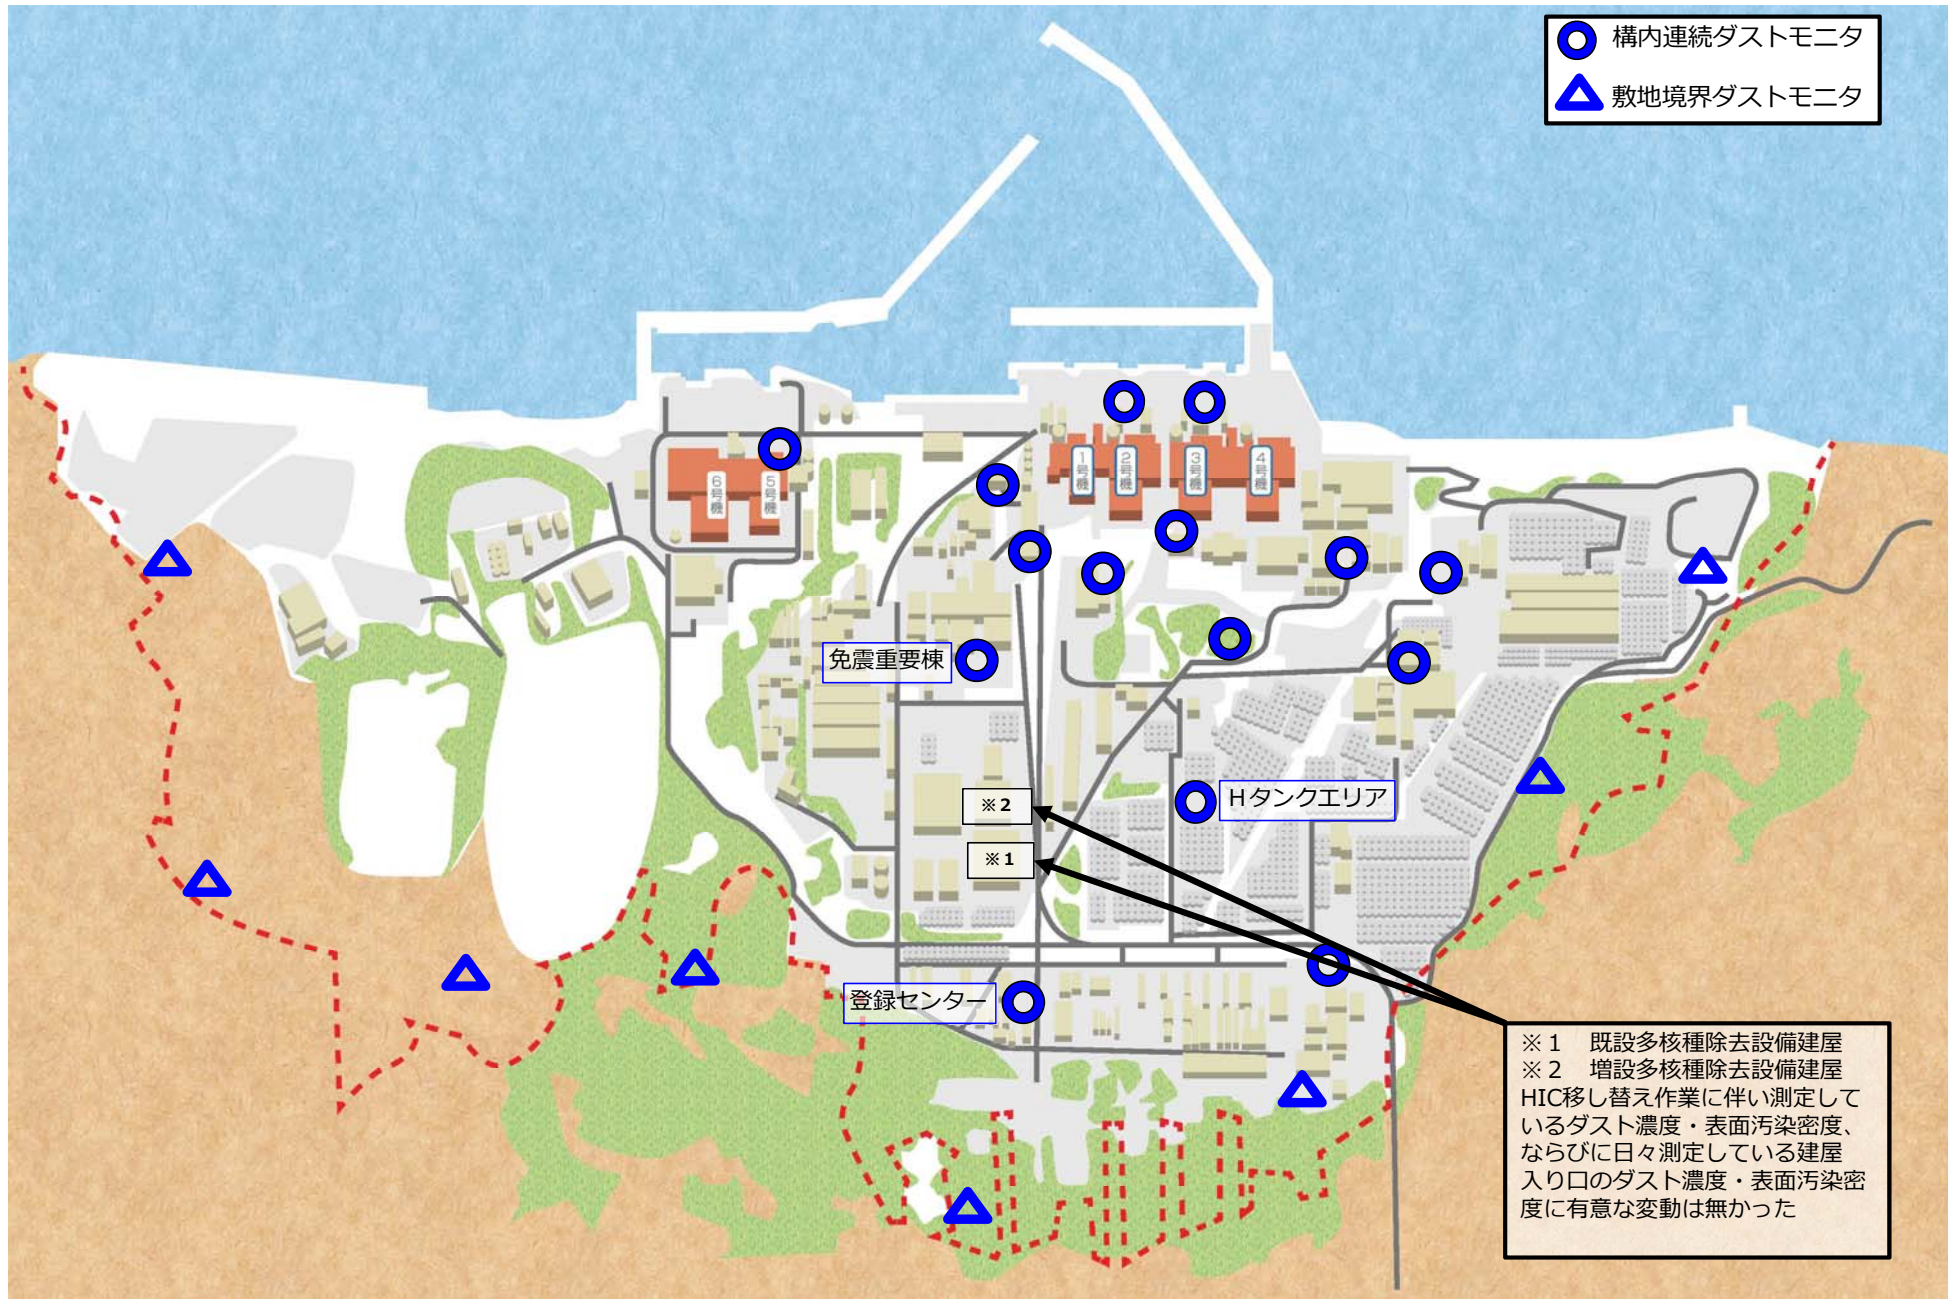 構内連続ダストモニタ
敷地境界ダストモニタ
6号機
5号機
1号機
2号機
3号機
4号機
免震重要棟
※2
Hタンクエリア
※1
登録センター
※1 既設多核種除去設備建屋
※2 増設多核種除去設備建屋
HIC移し替え作業に伴い測定して
いるダスト濃度・表面汚染密度、
ならびに日々測定している建屋
入り口のダスト濃度・表面汚染密
度に有意な変動は無かった